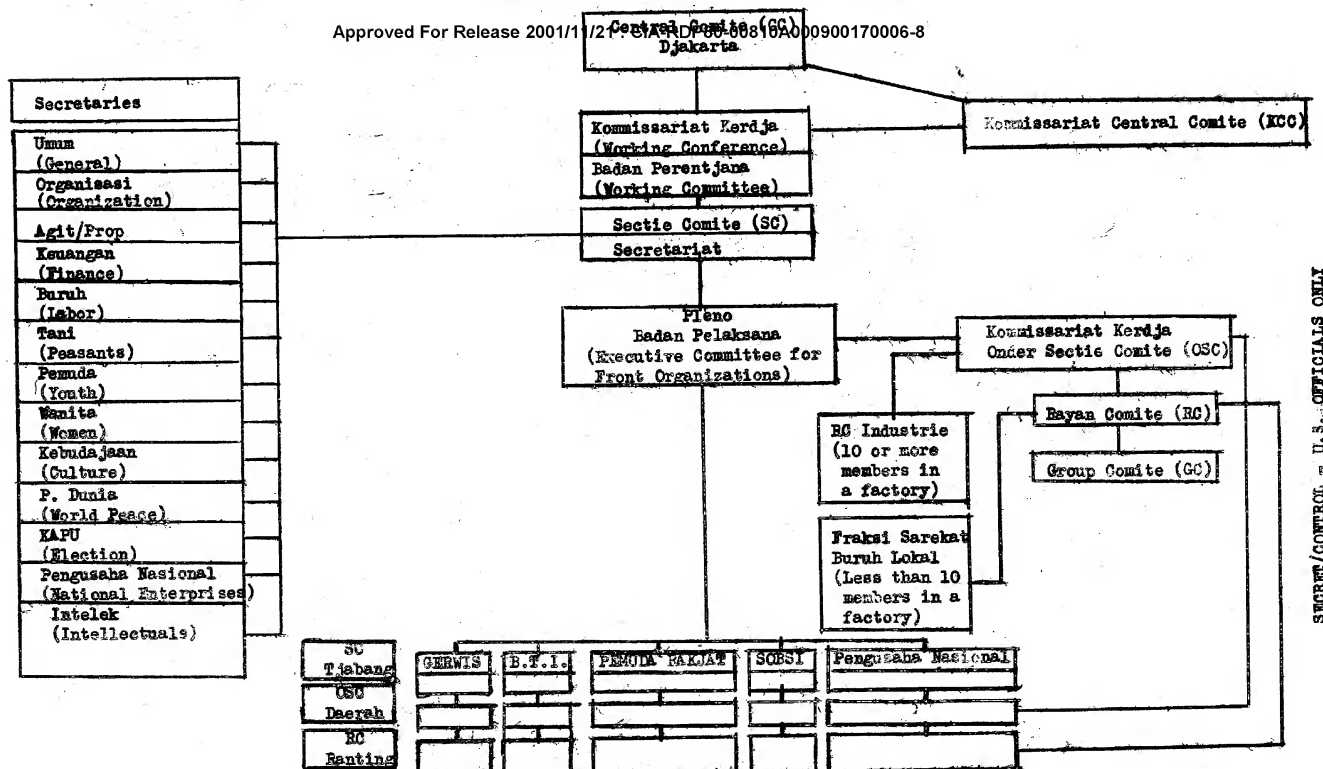 Approved For Release 2001/11/21 : CIA-RDP80-00810A000900170006-8
Central Comite (CC)
Djakarta
Secretaries
Umum
(General)
Organisasi
(Organization)
Agit/Prop
Keuangan
(Finance)
Buruh
(Labor)
Tani
(Peasants)
Pemuda
(Youth)
Wanita
(Women)
Kebudajaan
(Culture)
P. Dunia
(World Peace)
KAPU
(Election)
Pengusaha Nasional
(National Enterprises)
Intelek
(Intellectuals)
Kommissariat Kerdja
(Working Conference)
Badan Perentjana
(Working Committee)
Sectie Comite (SC)
Secretariat
Kommissariat Central Comite (KCC)
Pleno
Badan Pelaksana
(Executive Committee for
Front Organizations)
Kommissariat Kerdja
Onder Sectie Comite (OSC)
RC Industrie
(10 or more
members in
a factory)
Rayan Comite (RC)
Group Comite (GC)
Fraksi Sarekat
Buruh Lokal
(Less than 10
members in a
factory)
SC
Tjabang
OSC
Daerah
RC
Ranting
GERWIS
B.T.I.
PEMUDA RAKJAT
SOBSI
Pengusaha Nasional
SECRET/CONTROL - U.S. OFFICIALS ONLY